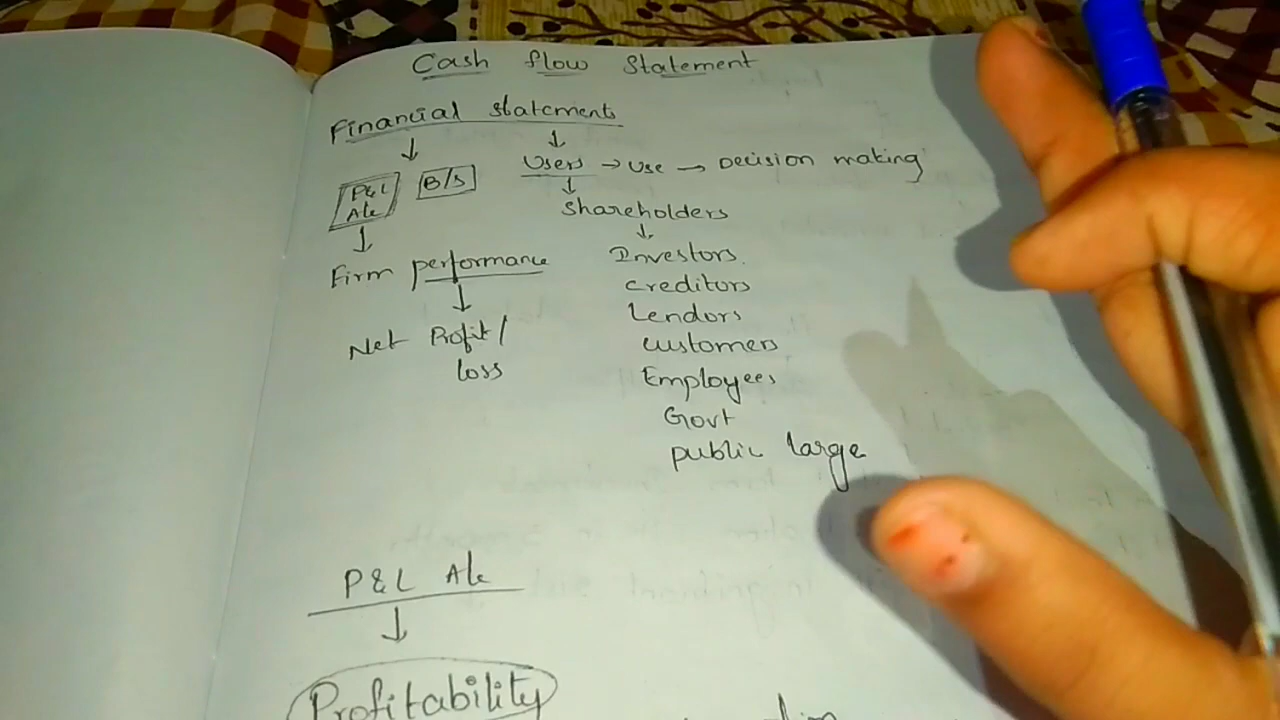 Cash flow Statement
Financial statements
P&L
A/c
B/S
Users → Use → Decision making
Shareholders
Firm performance
Investors.
creditors
Net Profit/
loss
Lendors
customers
Employees
Govt
public large
P&L A/c
Profitability